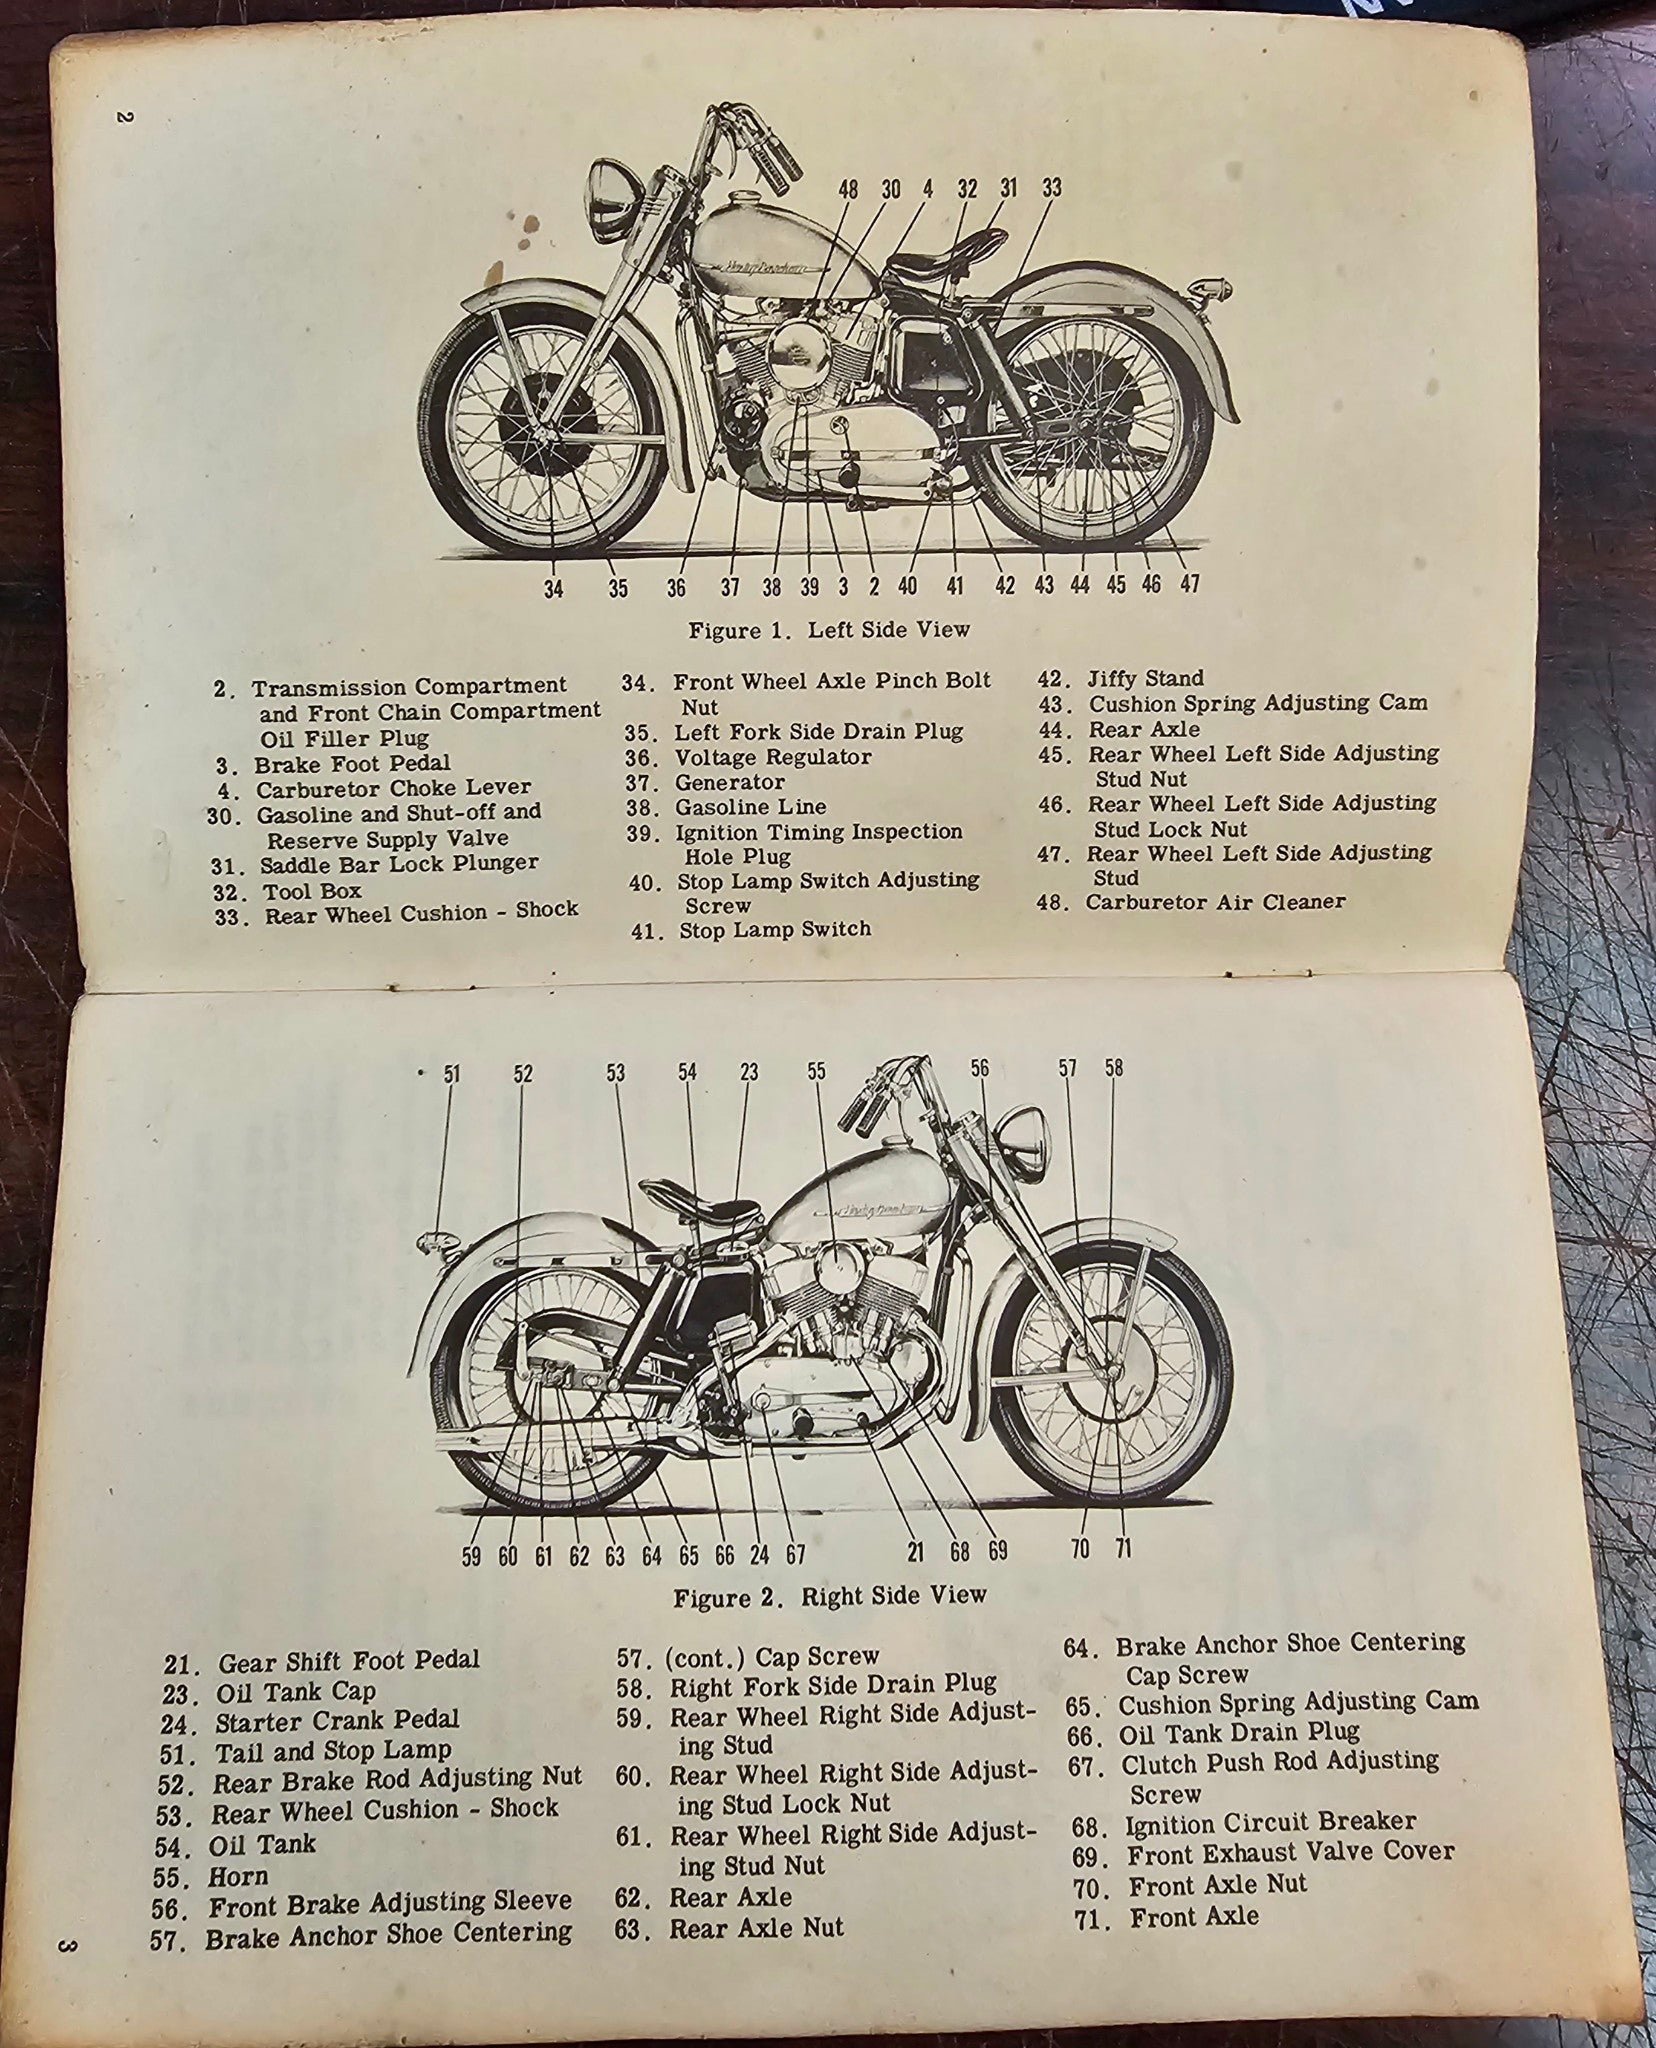 2
48 30 4 32 31 33
Harley-Davidson
34 35 36 37 38 39 3 2 40 41 42 43 44 45 46 47
Figure 1. Left Side View
2. Transmission Compartment
and Front Chain Compartment
Oil Filler Plug
3. Brake Foot Pedal
4. Carburetor Choke Lever
30. Gasoline and Shut-off and
Reserve Supply Valve
31. Saddle Bar Lock Plunger
32. Tool Box
33. Rear Wheel Cushion - Shock
34. Front Wheel Axle Pinch Bolt
Nut
35. Left Fork Side Drain Plug
36. Voltage Regulator
37. Generator
38. Gasoline Line
39. Ignition Timing Inspection
Hole Plug
40. Stop Lamp Switch Adjusting
Screw
41. Stop Lamp Switch
42. Jiffy Stand
43. Cushion Spring Adjusting Cam
44. Rear Axle
45. Rear Wheel Left Side Adjusting
Stud Nut
46. Rear Wheel Left Side Adjusting
Stud Lock Nut
47. Rear Wheel Left Side Adjusting
Stud
48. Carburetor Air Cleaner
51 52 53 54 23 55 56 57 58
Harley-Davidson
59 60 61 62 63 64 65 66 24 67 21 68 69 70 71
Figure 2. Right Side View
21. Gear Shift Foot Pedal
23. Oil Tank Cap
24. Starter Crank Pedal
51. Tail and Stop Lamp
52. Rear Brake Rod Adjusting Nut
53. Rear Wheel Cushion - Shock
54. Oil Tank
55. Horn
56. Front Brake Adjusting Sleeve
57. Brake Anchor Shoe Centering
57. (cont.) Cap Screw
58. Right Fork Side Drain Plug
59. Rear Wheel Right Side Adjust-
ing Stud
60. Rear Wheel Right Side Adjust-
ing Stud Lock Nut
61. Rear Wheel Right Side Adjust-
ing Stud Nut
62. Rear Axle
63. Rear Axle Nut
64. Brake Anchor Shoe Centering
Cap Screw
65. Cushion Spring Adjusting Cam
66. Oil Tank Drain Plug
67. Clutch Push Rod Adjusting
Screw
68. Ignition Circuit Breaker
69. Front Exhaust Valve Cover
70. Front Axle Nut
71. Front Axle
3